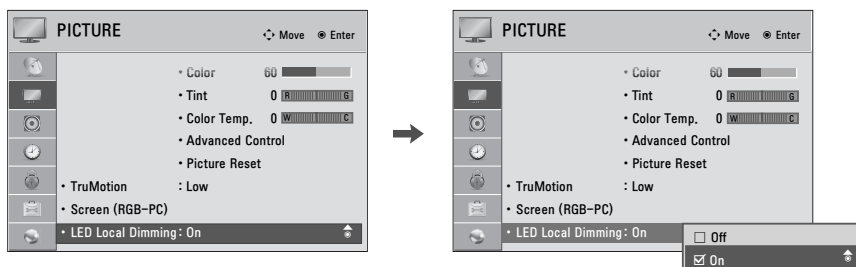 PICTURE
Move Enter
• Color 60
• Tint 0 R G
• Color Temp. 0 W C
• Advanced Control
• Picture Reset
• TruMotion : Low
• Screen (RGB-PC)
• LED Local Dimming : On
PICTURE
Move Enter
• Color 60
• Tint 0 R G
• Color Temp. 0 W C
• Advanced Control
• Picture Reset
• TruMotion : Low
• Screen (RGB-PC)
• LED Local Dimming : On
☐ Off
☑ On